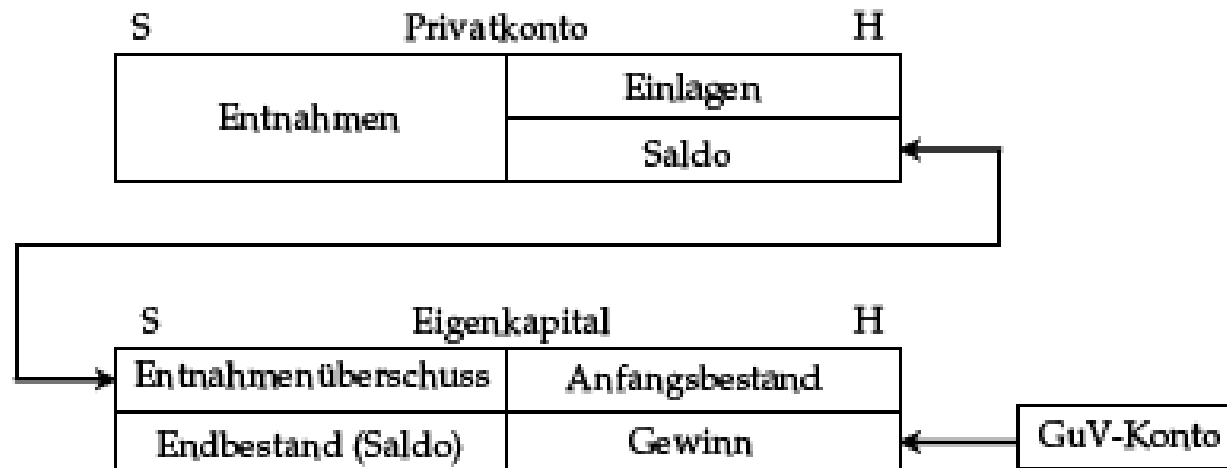 S Privatkonto H
Entnahmen
Einlagen
Saldo
S Eigenkapital H
Entnahmenüberschuss Anfangsbestand
Endbestand (Saldo) Gewinn
GuV-Konto